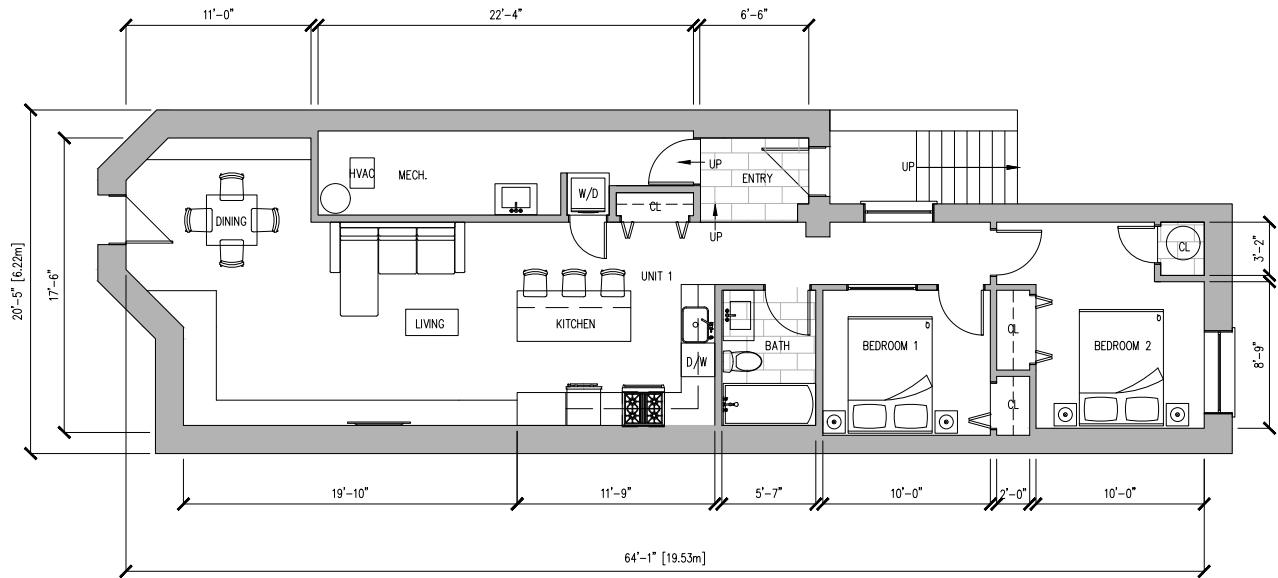 11'-0"
22'-4"
6'-6"
HVAC
MECH.
W/D
CL
UP
ENTRY
UP
UP
DINING
UNIT 1
CL
3'-2"
20'-5" [6.22m]
17'-6"
LIVING
KITCHEN
D/W
BATH
BEDROOM 1
CL
CL
BEDROOM 2
8'-9"
19'-10"
11'-9"
5'-7"
10'-0"
2'-0"
10'-0"
64'-1" [19.53m]